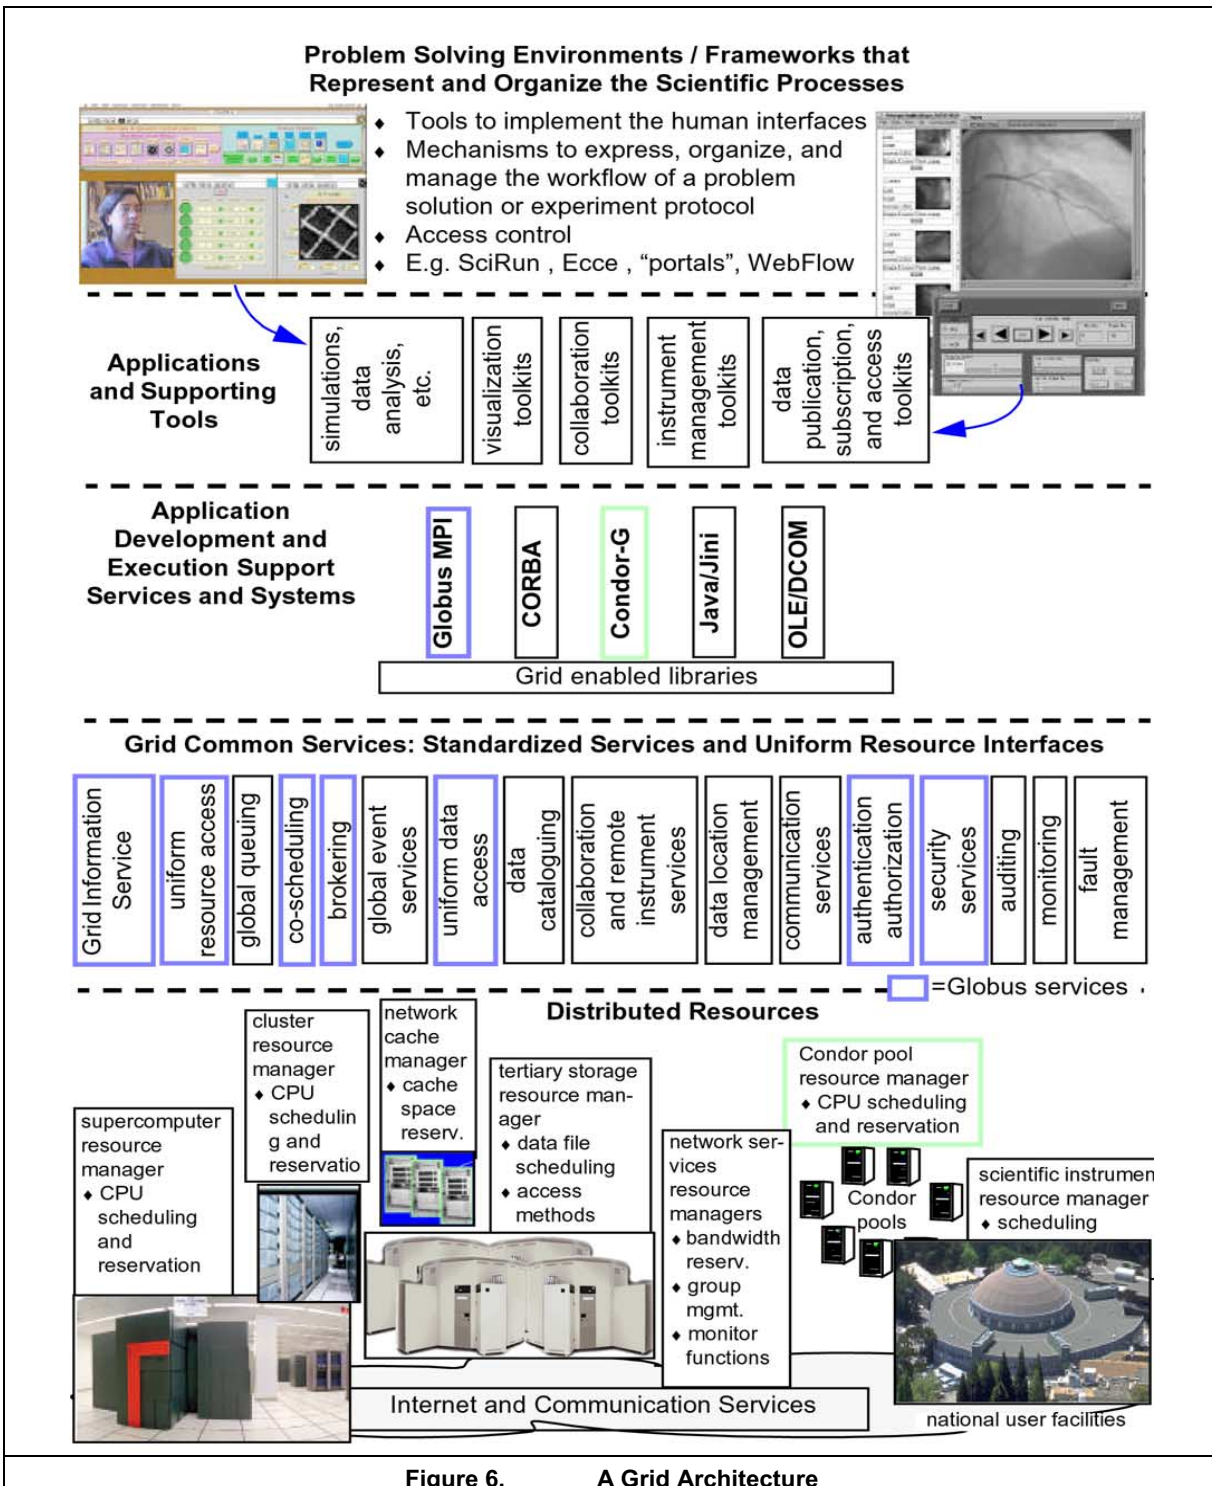 Problem Solving Environments / Frameworks that
Represent and Organize the Scientific Processes
♦ Tools to implement the human interfaces
♦ Mechanisms to express, organize, and
manage the workflow of a problem
solution or experiment protocol
♦ Access control
♦ E.g. SciRun , Ecce , “portals”, WebFlow
Applications
and Supporting
Tools
simulations,
data
analysis,
etc.
visualization
toolkits
collaboration
toolkits
instrument
management
toolkits
data
publication,
subscription,
and access
toolkits
Application
Development and
Execution Support
Services and Systems
Globus MPI
CORBA
Condor-G
Java/Jini
OLE/DCOM
Grid enabled libraries
Grid Common Services: Standardized Services and Uniform Resource Interfaces
Grid Information
Service
uniform
resource access
global queuing
co-scheduling
brokering
global event
services
uniform data
access
data
cataloguing
collaboration
and remote
instrument
services
data location
management
communication
services
authentication
authorization
security
services
auditing
monitoring
fault
management
=Globus services
Distributed Resources
supercomputer
resource
manager
♦ CPU
scheduling
and
reservation
cluster
resource
manager
♦ CPU
schedulin
g and
reservatio
network
cache
manager
♦ cache
space
reserv.
tertiary storage
resource man-
ager
♦ data file
scheduling
♦ access
methods
network ser-
vices
resource
managers
♦ bandwidth
reserv.
♦ group
mgmt.
♦ monitor
functions
Condor pool
resource manager
♦ CPU scheduling
and reservation
Condor
pools
scientific instrumen
resource manager
♦ scheduling
Internet and Communication Services
national user facilities
Figure 6. A Grid Architecture